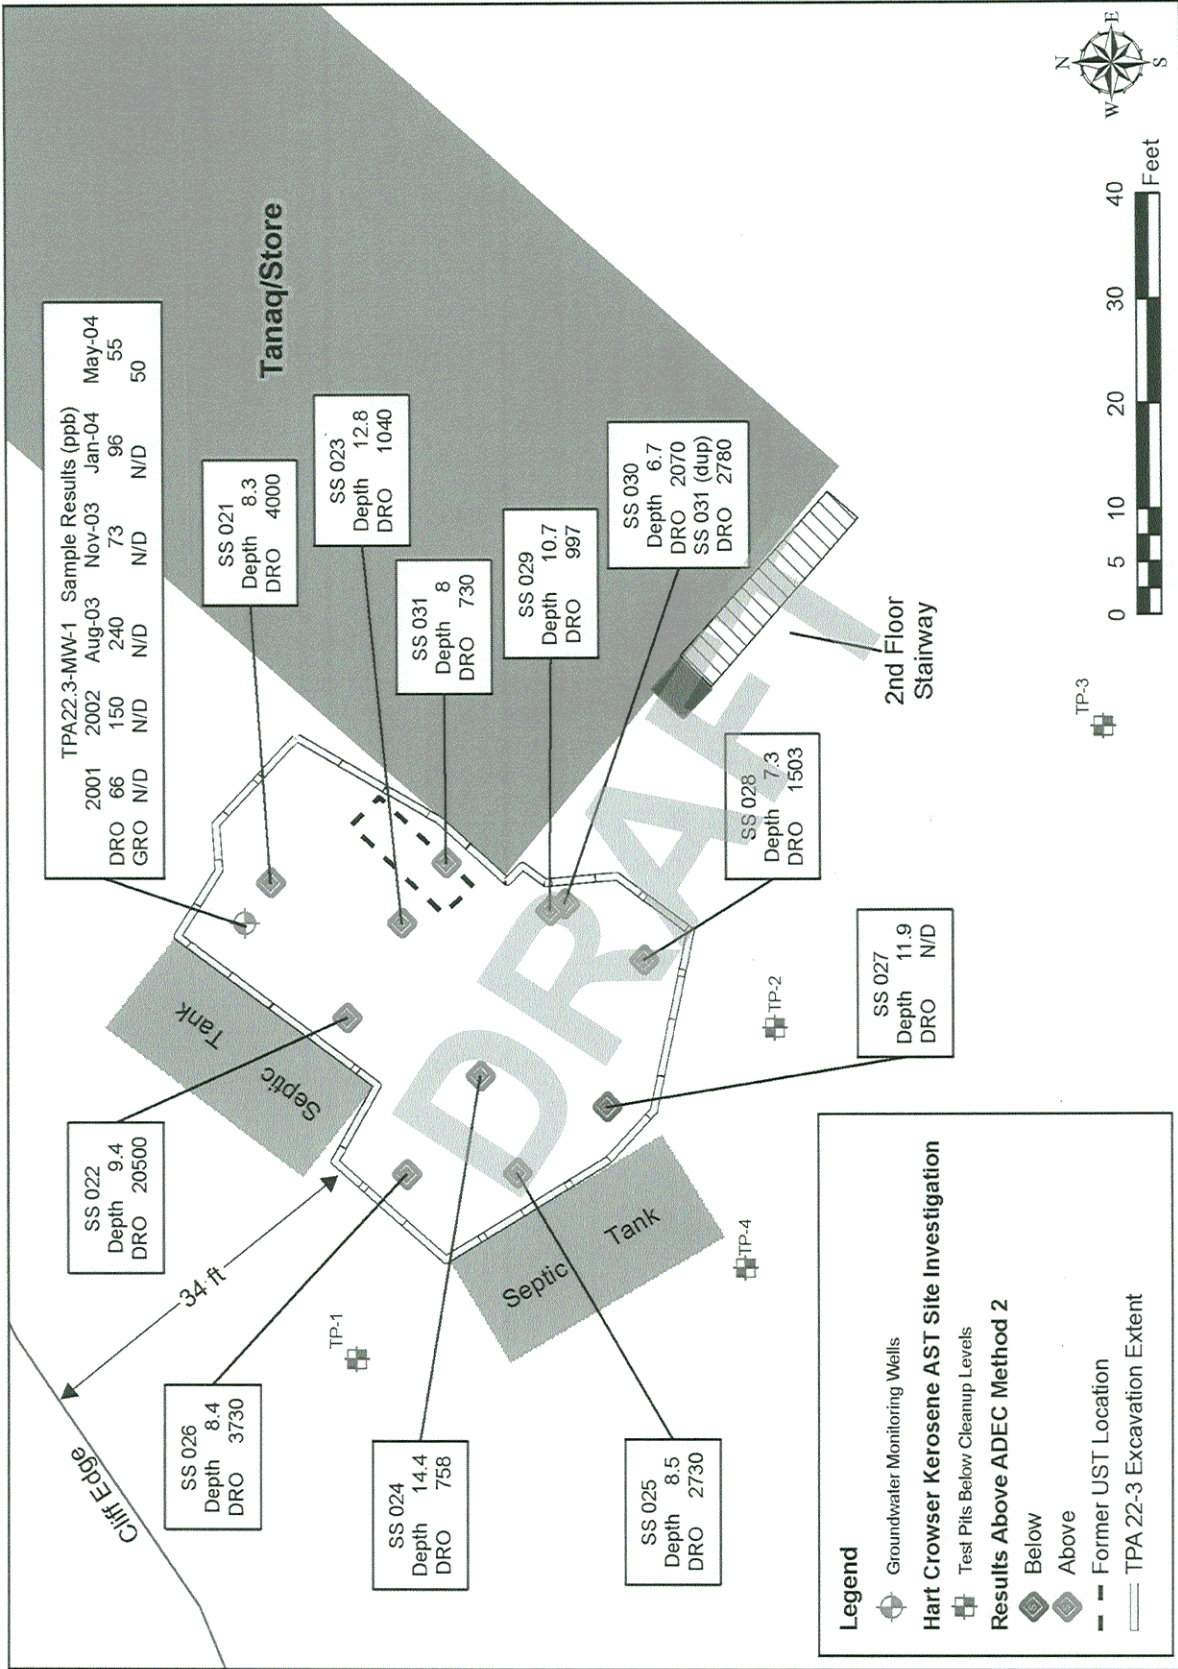 Cliff Edge
34 ft
TPA22.3-MW-1 Sample Results (ppb)
2001 2002 Aug-03 Nov-03 Jan-04 May-04
DRO 66 150 240 73 96 55
GRO N/D N/D N/D N/D N/D 50
Tanaq/Store
SS 022
Depth 9.4
DRO 20500
SS 021
Depth 8.3
DRO 4000
SS 023
Depth 12.8
DRO 1040
SS 031
Depth 8
DRO 730
SS 029
Depth 10.7
DRO 997
SS 030
Depth 6.7
DRO 2070
SS 031 (dup)
DRO 2780
SS 026
Depth 8.4
DRO 3730
SS 024
Depth 14.4
DRO 758
SS 025
Depth 8.5
DRO 2730
SS 028
Depth 7.3
DRO 1503
SS 027
Depth 11.9
DRO N/D
Septic Tank
Septic Tank
TP-1
TP-4
TP-2
TP-3
2nd Floor
Stairway
DRAFT
Legend
Groundwater Monitoring Wells
Hart Crowser Kerosene AST Site Investigation
Test Pits Below Cleanup Levels
Results Above ADEC Method 2
Below
Above
Former UST Location
TPA 22-3 Excavation Extent
0 5 10 20 30 40
Feet
N
W E
S